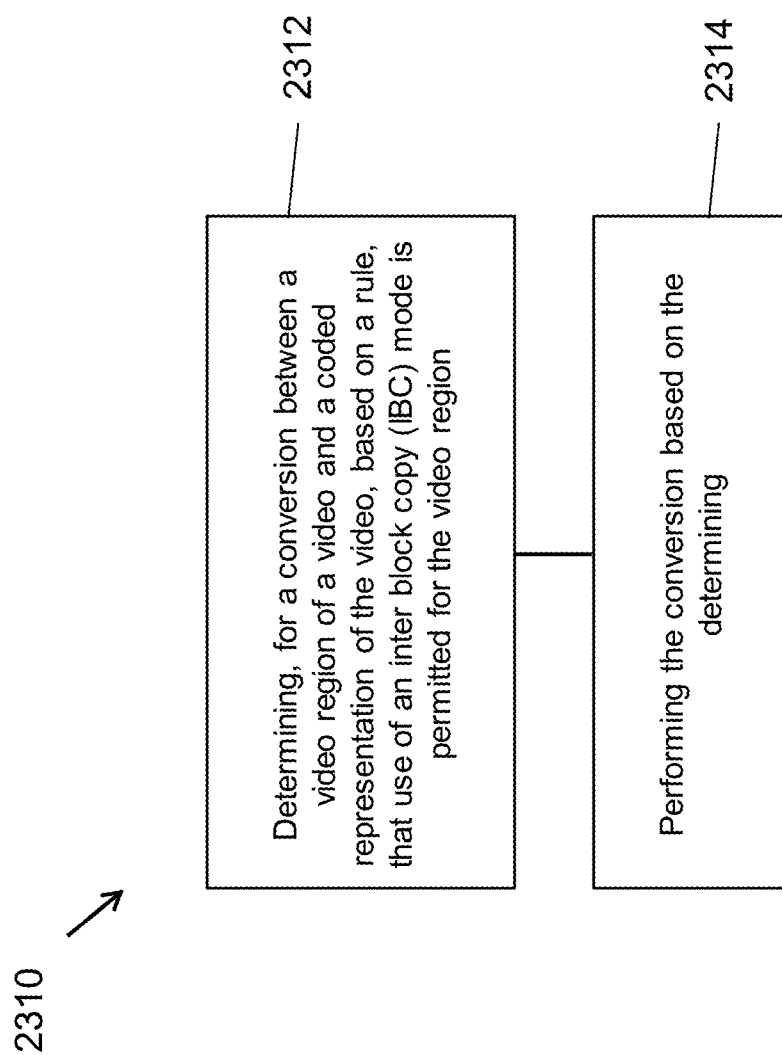 2310
Determining, for a conversion between a
video region of a video and a coded
representation of the video, based on a rule,
that use of an inter block copy (IBC) mode is
permitted for the video region
2312
Performing the conversion based on the
determining
2314